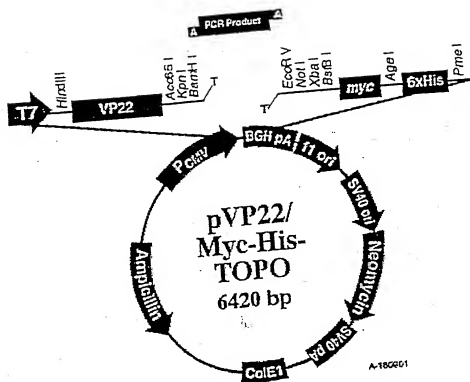 A PCR Product A
HindIII
Acc65 I
Kpn I
BamH I
T
EcoR V
Not I
Xba I
BstB I
Age I
Pme I
T7
VP22
T
myc
6xHis
PCMV
BGH pA
f1 ori
SV40 ori
pVP22/
Myc-His-
TOPO
6420 bp
Ampicillin
Neomycin
SV40 pA
ColE1